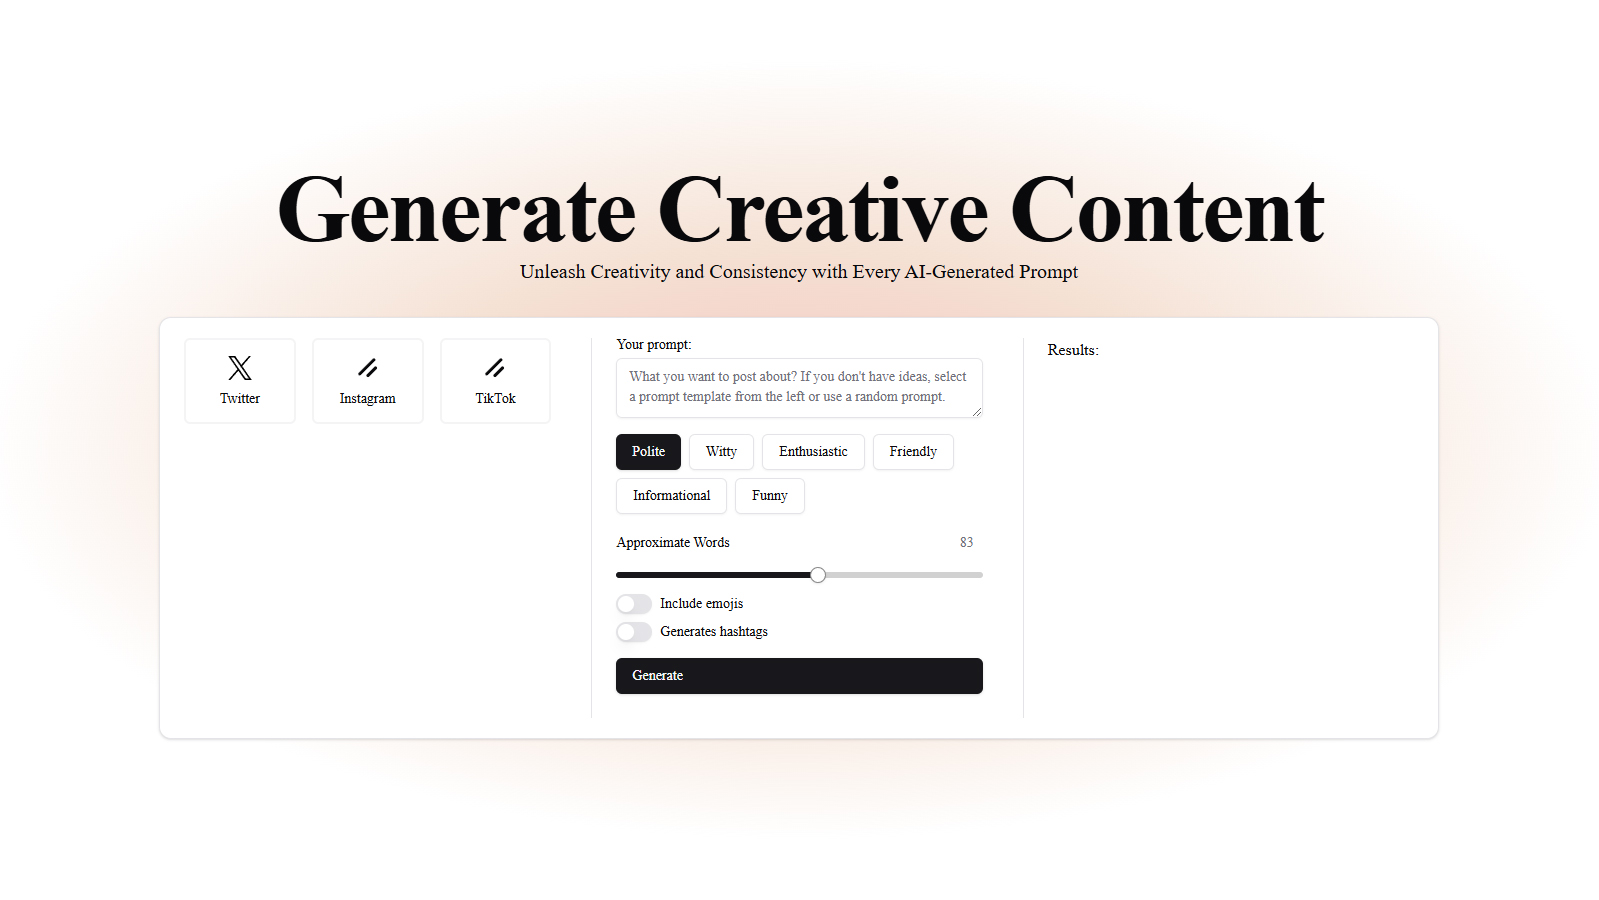 Generate Creative Content
Unleash Creativity and Consistency with Every AI-Generated Prompt
Twitter
Instagram
TikTok
Your prompt:
What you want to post about? If you don't have ideas, select
a prompt template from the left or use a random prompt.
Polite
Witty
Enthusiastic
Friendly
Informational
Funny
Approximate Words
83
Include emojis
Generates hashtags
Generate
Results: